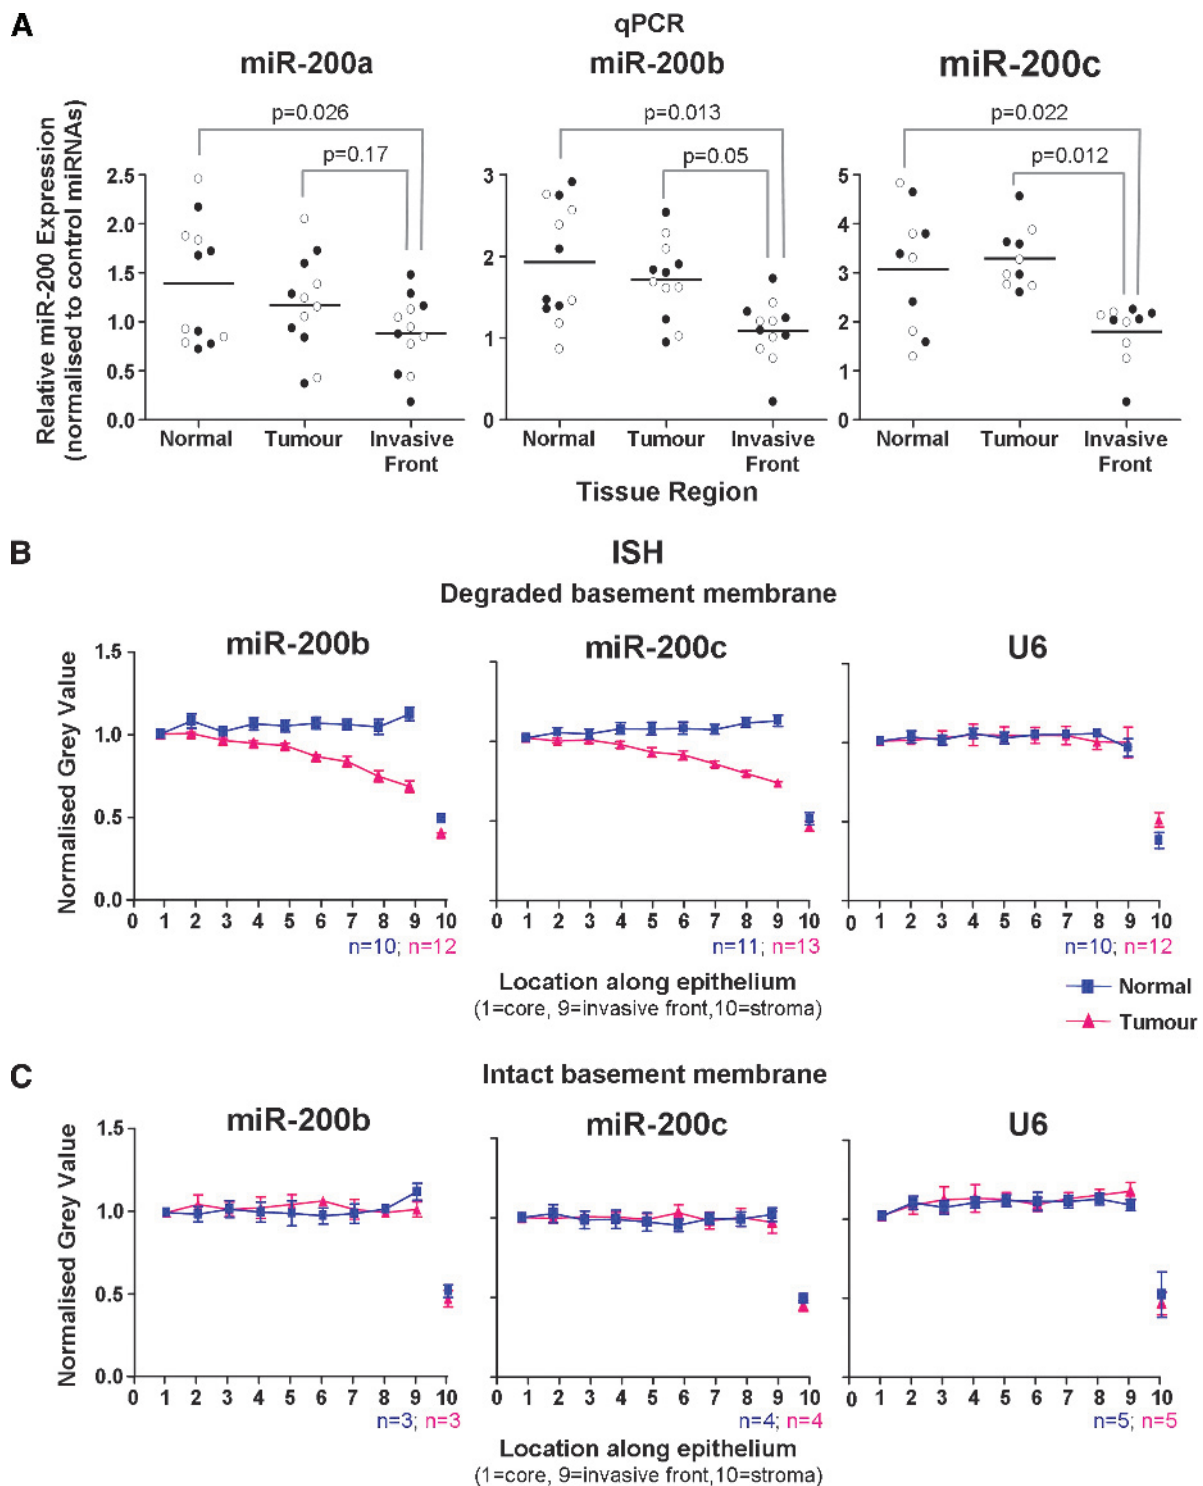 A
qPCR
miR-200a
miR-200b
miR-200c
Relative miR-200 Expression
(normalised to control miRNAs)
p=0.026
p=0.17
p=0.013
p=0.05
p=0.022
p=0.012
2.5
2.0
1.5
1.0
0.5
0.0
3
2
1
0
5
4
3
2
1
0
Normal Tumour Invasive Front
Normal Tumour Invasive Front
Normal Tumour Invasive Front
Tissue Region
B
ISH
Degraded basement membrane
miR-200b
miR-200c
U6
Normalised Grey Value
1.5
1.0
0.5
0.0
0 1 2 3 4 5 6 7 8 9 10
0 1 2 3 4 5 6 7 8 9 10
0 1 2 3 4 5 6 7 8 9 10
n=10; n=12
n=11; n=13
n=10; n=12
Location along epithelium
(1=core, 9=invasive front,10=stroma)
Normal
Tumour
C
Intact basement membrane
miR-200b
miR-200c
U6
Normalised Grey Value
1.5
1.0
0.5
0.0
0 1 2 3 4 5 6 7 8 9 10
0 1 2 3 4 5 6 7 8 9 10
0 1 2 3 4 5 6 7 8 9 10
n=3; n=3
n=4; n=4
n=5; n=5
Location along epithelium
(1=core, 9=invasive front,10=stroma)